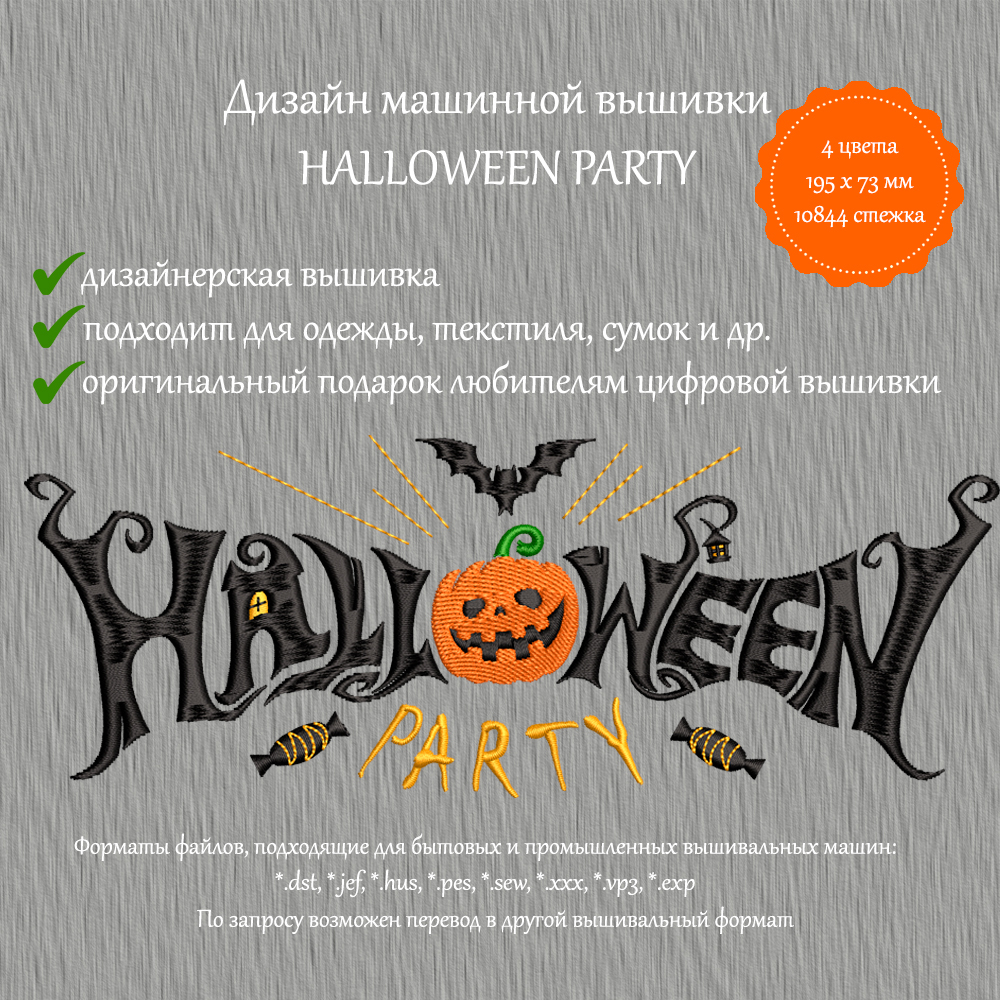 Дизайн машинной вышивки
HALLOWEEN PARTY
4 цвета
195 х 73 мм
10844 стежка
дизайнерская вышивка
подходит для одежды, текстиля, сумок и др.
оригинальный подарок любителям цифровой вышивки
HALLOWEEN
PARTY
Форматы файлов, подходящие для бытовых и промышленных вышивальных машин:
*.dst, *.jef, *.hus, *.pes, *.sew, *.xxx, *.vp3, *.exp
По запросу возможен перевод в другой вышивальный формат